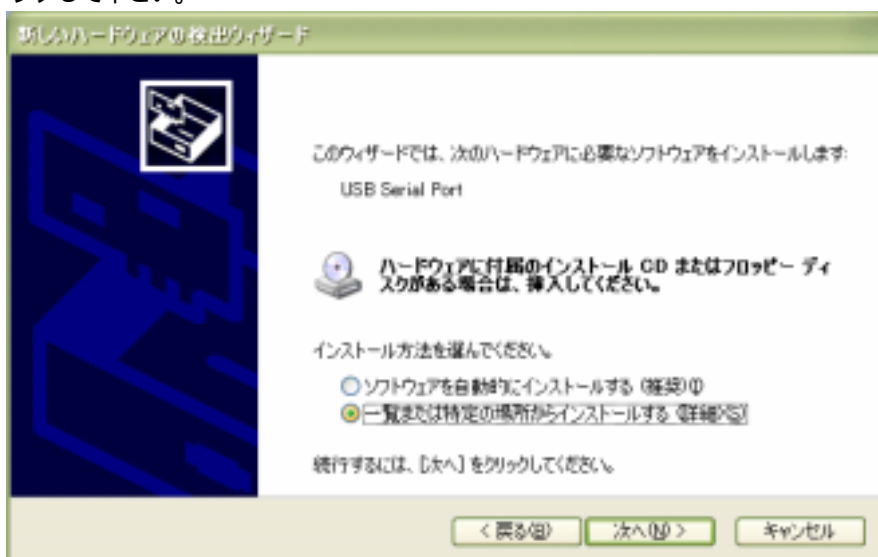 新しいハードウェアの検出ウィザード
このウィザードでは、次のハードウェアに必要なソフトウェアをインストールします:
USB Serial Port
ハードウェアに付属のインストール CD またはフロッピー ディ
スクがある場合は、挿入してください。
インストール方法を選んでください。
ソフトウェアを自動的にインストールする (推奨)(I)
一覧または特定の場所からインストールする (詳細)(S)
続行するには、[次へ] をクリックしてください。
< 戻る(B)
次へ(N) >
キャンセル